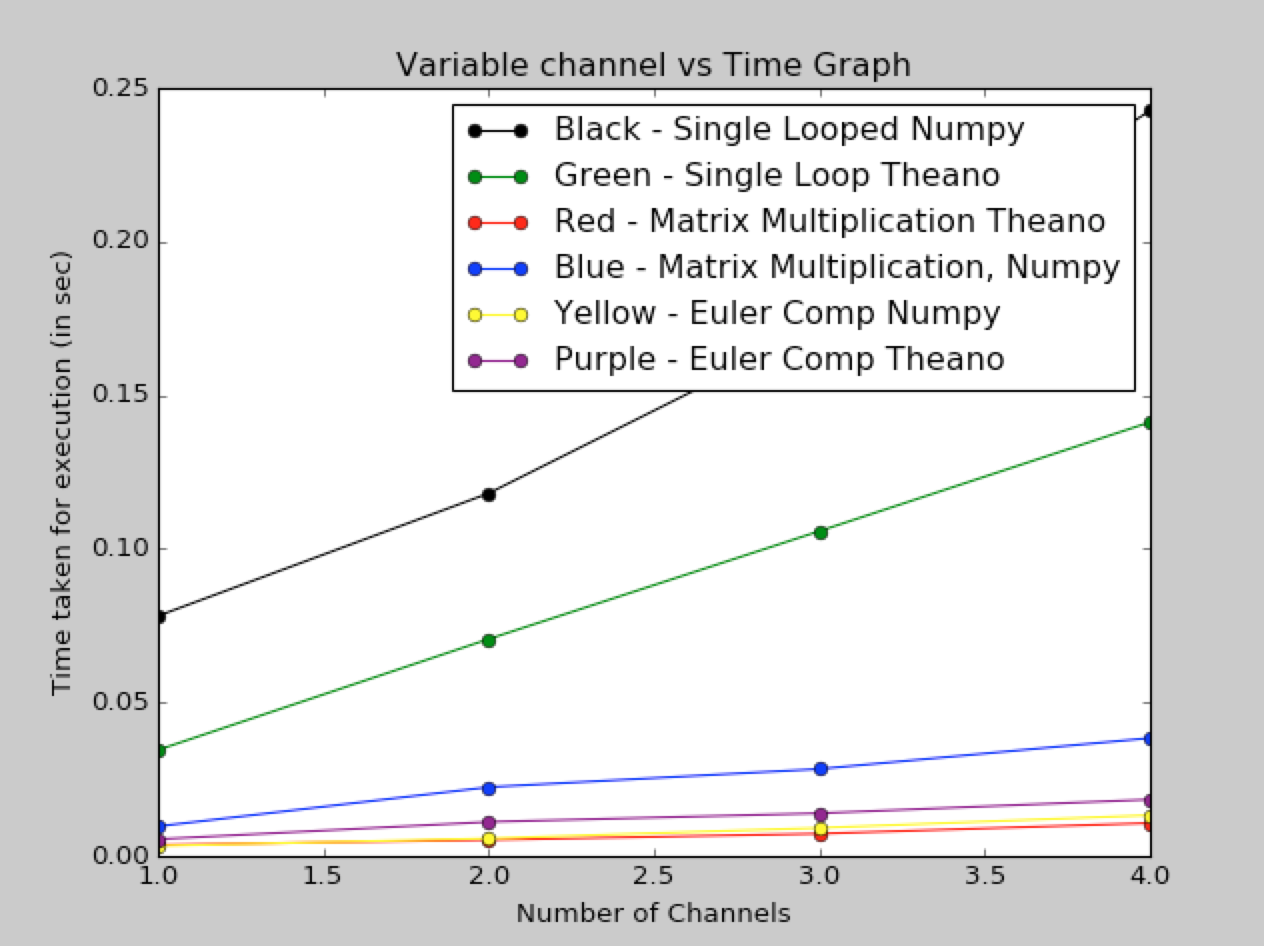 Variable channel vs Time Graph
0.25
0.20
0.15
0.10
0.05
0.00
Time taken for execution (in sec)
Black - Single Looped Numpy
Green - Single Loop Theano
Red - Matrix Multiplication Theano
Blue - Matrix Multiplication, Numpy
Yellow - Euler Comp Numpy
Purple - Euler Comp Theano
1.0 1.5 2.0 2.5 3.0 3.5 4.0
Number of Channels